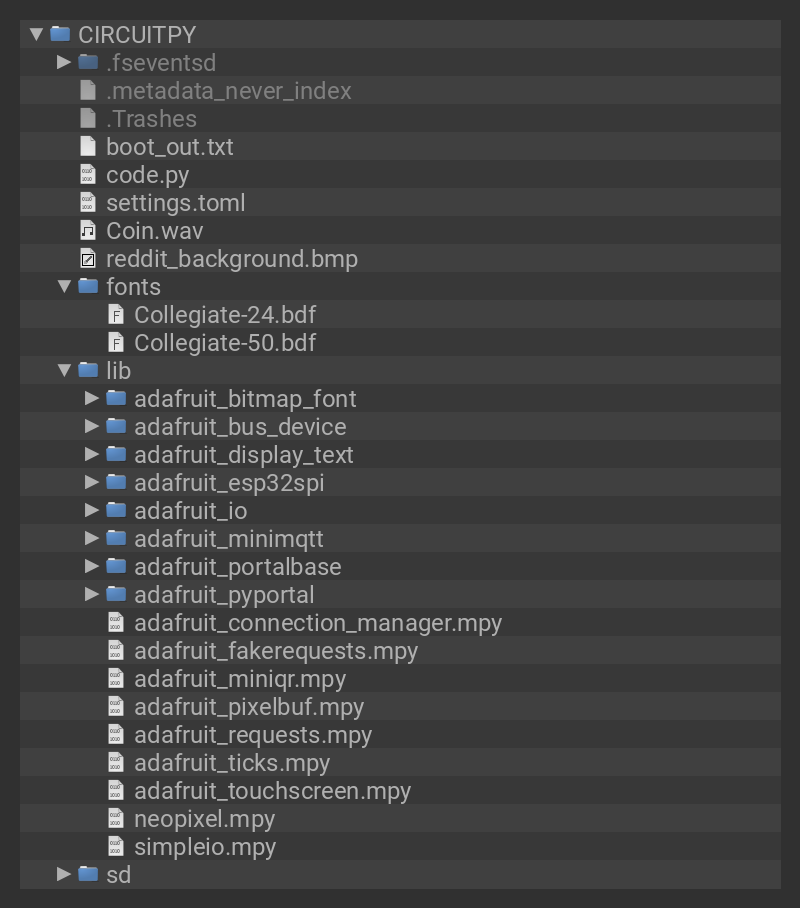 CIRCUITPY
.fseventsd
.metadata_never_index
.Trashes
boot_out.txt
code.py
settings.toml
Coin.wav
reddit_background.bmp
fonts
Collegiate-24.bdf
Collegiate-50.bdf
lib
adafruit_bitmap_font
adafruit_bus_device
adafruit_display_text
adafruit_esp32spi
adafruit_io
adafruit_minimqtt
adafruit_portalbase
adafruit_pyportal
adafruit_connection_manager.mpy
adafruit_fakerequests.mpy
adafruit_miniqr.mpy
adafruit_pixelbuf.mpy
adafruit_requests.mpy
adafruit_ticks.mpy
adafruit_touchscreen.mpy
neopixel.mpy
simpleio.mpy
sd